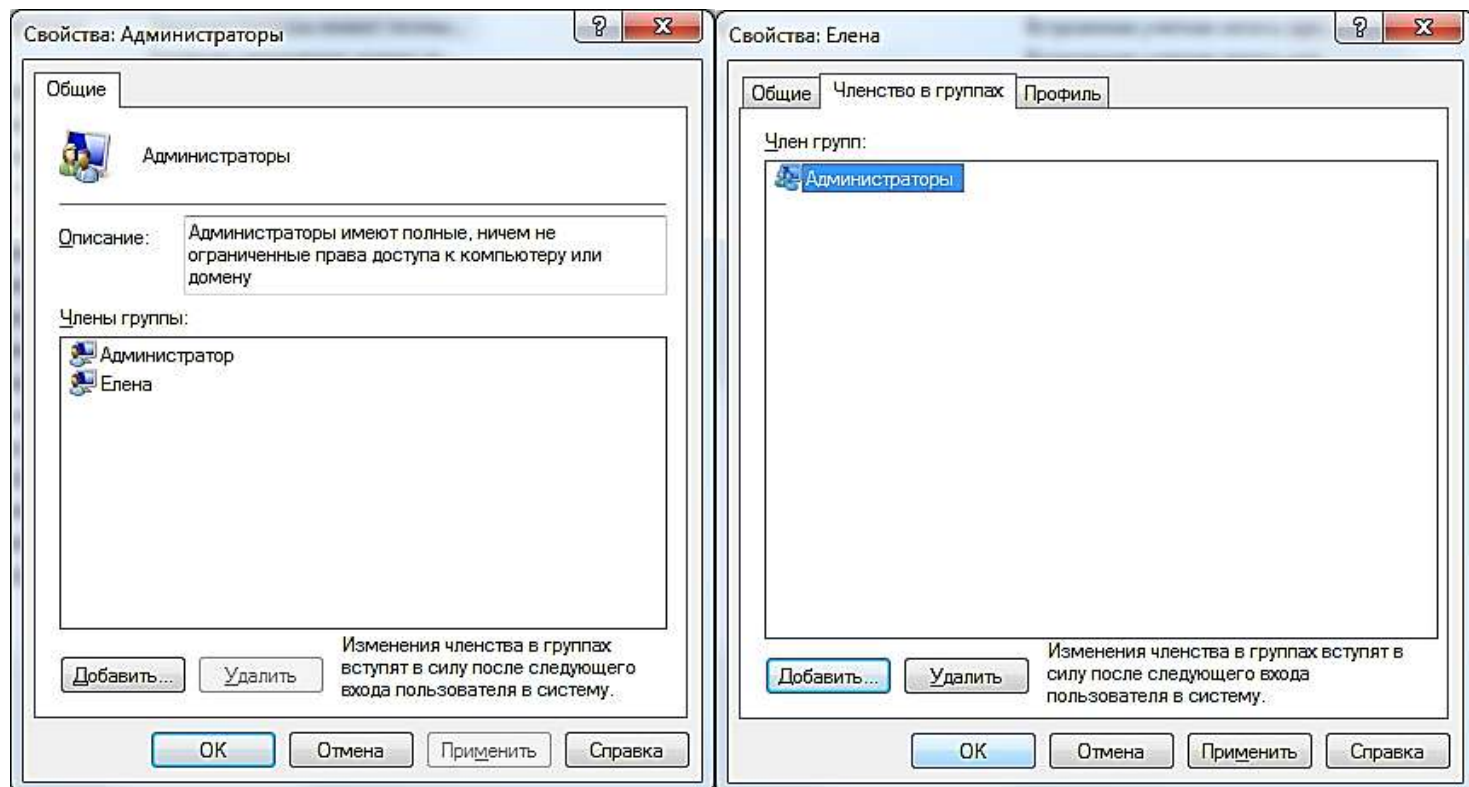 Свойства: Администраторы
Общие
Администраторы
Описание:
Администраторы имеют полные, ничем не
ограниченные права доступа к компьютеру или
домену
Члены группы:
Администратор
Елена
Добавить...
Удалить
Изменения членства в группах
вступят в силу после следующего
входа пользователя в систему.
ОК
Отмена
Применить
Справка
Свойства: Елена
Общие
Членство в группах
Профиль
Член групп:
Администраторы
Добавить...
Удалить
Изменения членства в группах вступят в
силу после следующего входа
пользователя в систему.
ОК
Отмена
Применить
Справка